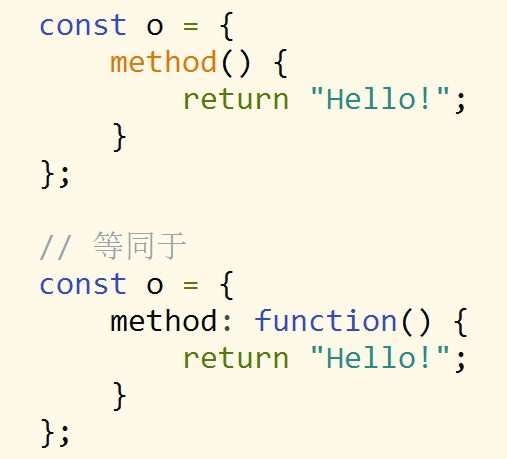 const o = {
    method() {
        return "Hello!";
    }
};

// 等同于
const o = {
    method: function() {
        return "Hello!";
    }
};